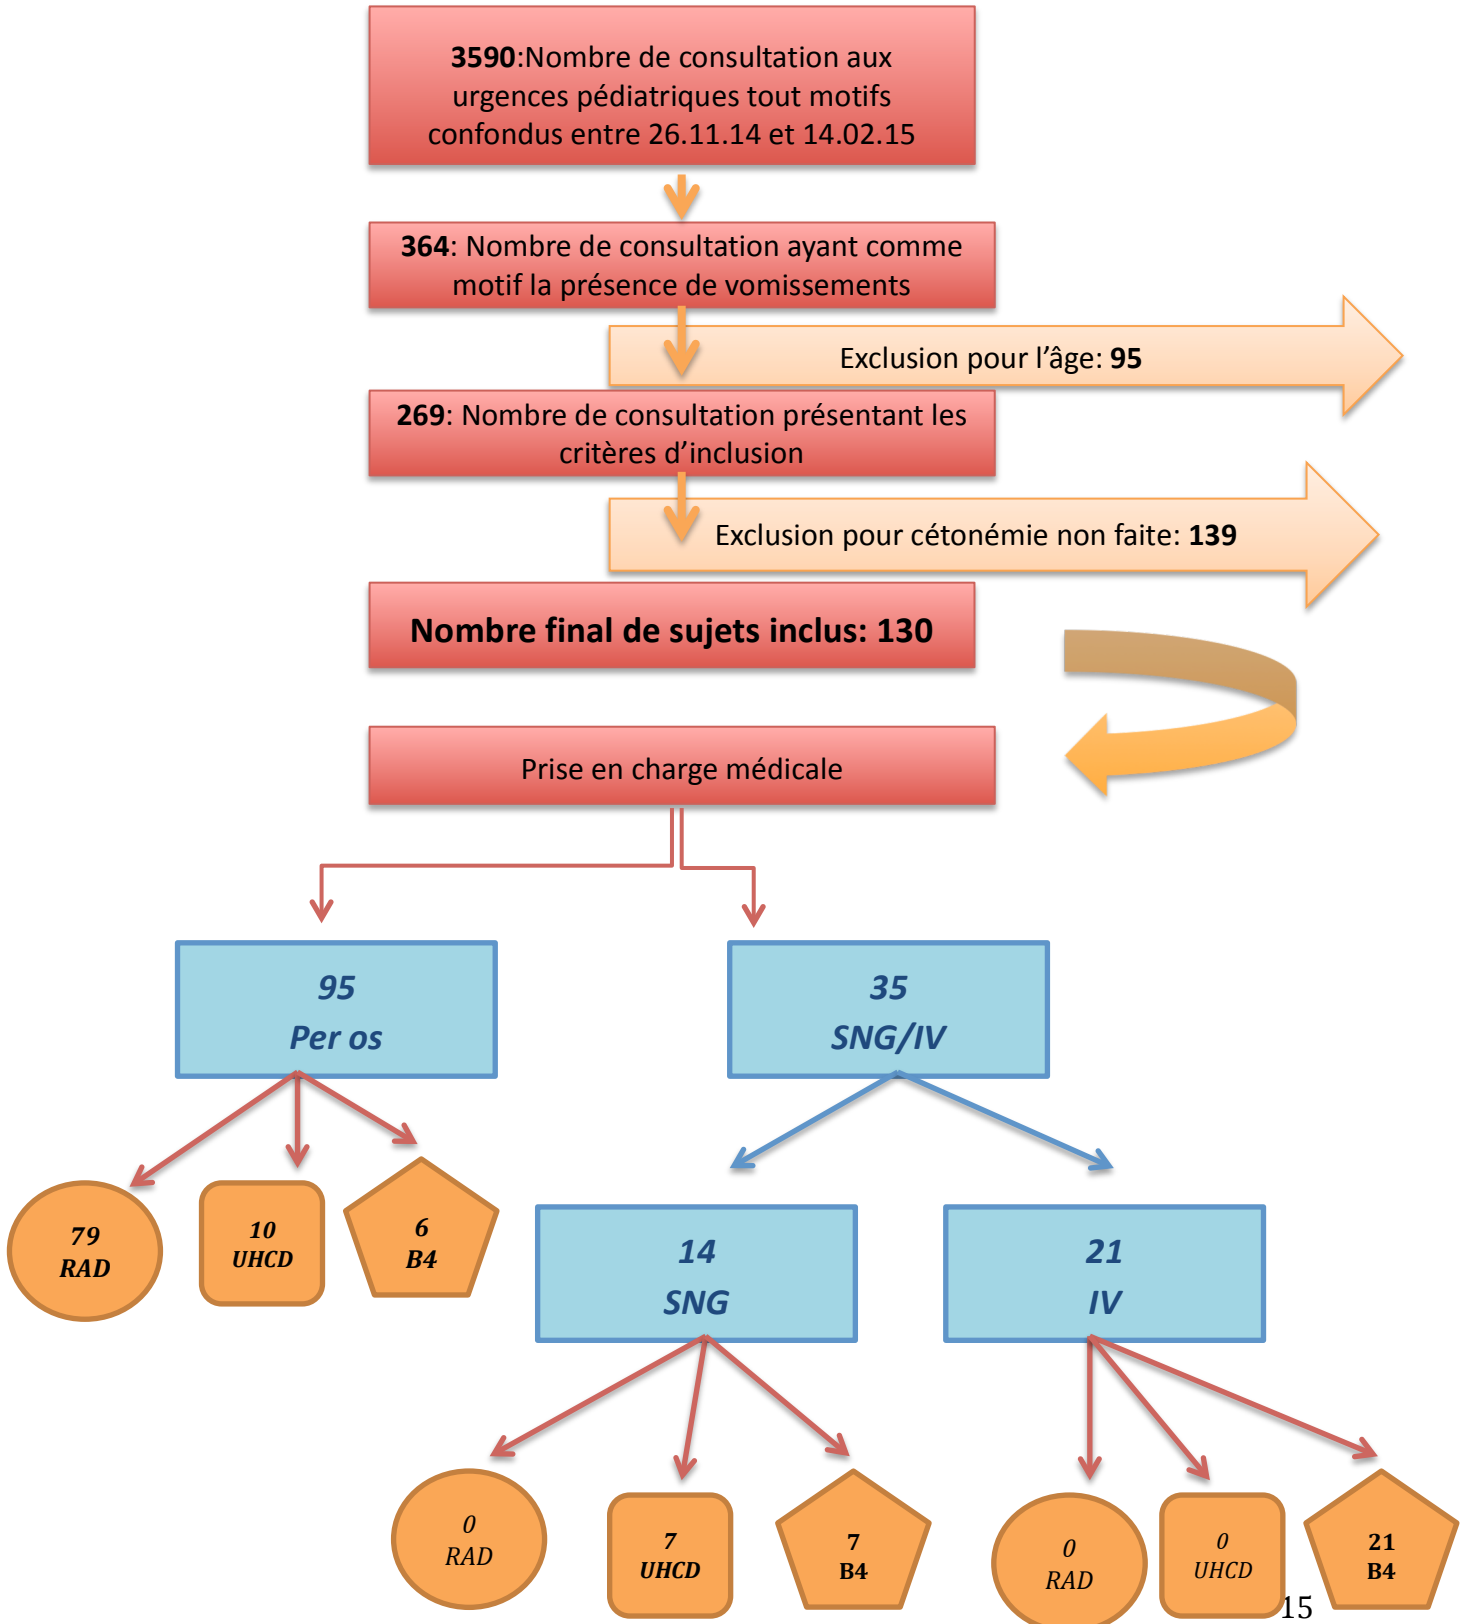 3590:Nombre de consultation aux
urgences pédiatriques tout motifs
confondus entre 26.11.14 et 14.02.15
364: Nombre de consultation ayant comme
motif la présence de vomissements
Exclusion pour l'âge: 95
269: Nombre de consultation présentant les
critères d'inclusion
Exclusion pour cétonémie non faite: 139
Nombre final de sujets inclus: 130
Prise en charge médicale
95
Per os
35
SNG/IV
79
RAD
10
UHCD
6
B4
14
SNG
21
IV
0
RAD
7
UHCD
7
B4
0
RAD
0
UHCD
21
B4
15